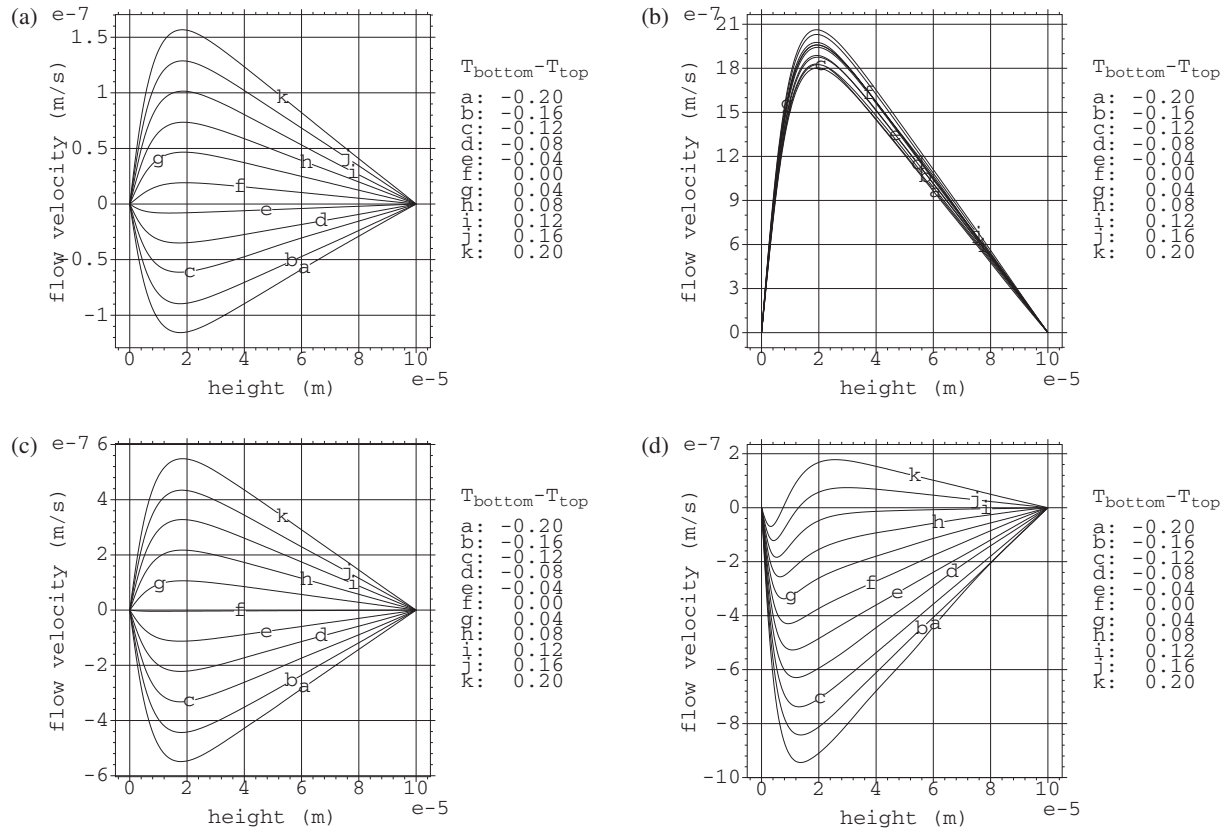 (a)
e-7
flow velocity (m/s)
1.5
1
0.5
0
-0.5
-1
k
j
i
h
g
f
e
d
c
b
a
0 2 4 6 8 10
e-5
height (m)
T_bottom-T_top
a: -0.20
b: -0.16
c: -0.12
d: -0.08
e: -0.04
f: 0.00
g: 0.04
h: 0.08
i: 0.12
j: 0.16
k: 0.20
(b)
e-7
flow velocity (m/s)
21
18
15
12
9
6
3
0
c
g
f
e
a
i
0 2 4 6 8 10
e-5
height (m)
T_bottom-T_top
a: -0.20
b: -0.16
c: -0.12
d: -0.08
e: -0.04
f: 0.00
g: 0.04
h: 0.08
i: 0.12
j: 0.16
k: 0.20
(c)
e-7
flow velocity (m/s)
6
4
2
0
-2
-4
-6
k
j
i
h
g
f
e
d
c
b
a
0 2 4 6 8 10
e-5
height (m)
T_bottom-T_top
a: -0.20
b: -0.16
c: -0.12
d: -0.08
e: -0.04
f: 0.00
g: 0.04
h: 0.08
i: 0.12
j: 0.16
k: 0.20
(d)
e-7
flow velocity (m/s)
2
0
-2
-4
-6
-8
-10
k
j
i
h
g
f
e
d
c
b
a
0 2 4 6 8 10
e-5
height (m)
T_bottom-T_top
a: -0.20
b: -0.16
c: -0.12
d: -0.08
e: -0.04
f: 0.00
g: 0.04
h: 0.08
i: 0.12
j: 0.16
k: 0.20